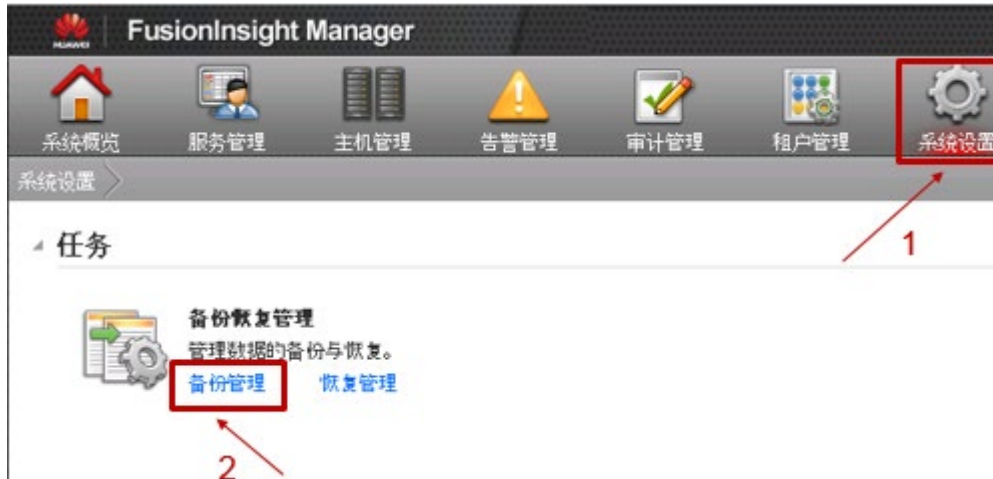 HUAWEI FusionInsight Manager
系统概览 服务管理 主机管理 告警管理 审计管理 租户管理 系统设置
系统设置
任务
1
备份恢复管理
管理数据的备份与恢复。
备份管理 恢复管理
2